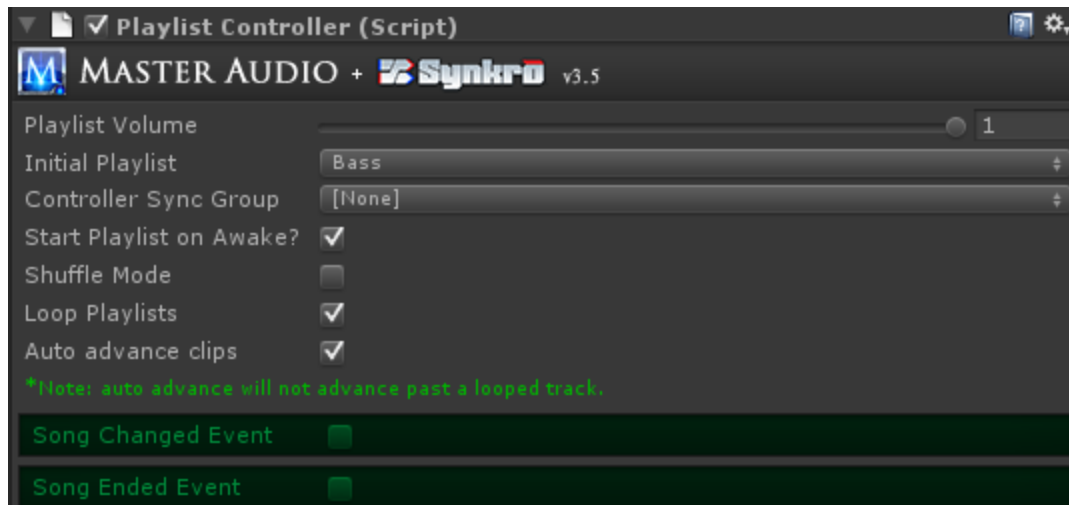 Playlist Controller (Script)
M MASTER AUDIO + Synkro v3.5
Playlist Volume 1
Initial Playlist Bass
Controller Sync Group [None]
Start Playlist on Awake?
Shuffle Mode
Loop Playlists
Auto advance clips
*Note: auto advance will not advance past a looped track.
Song Changed Event
Song Ended Event